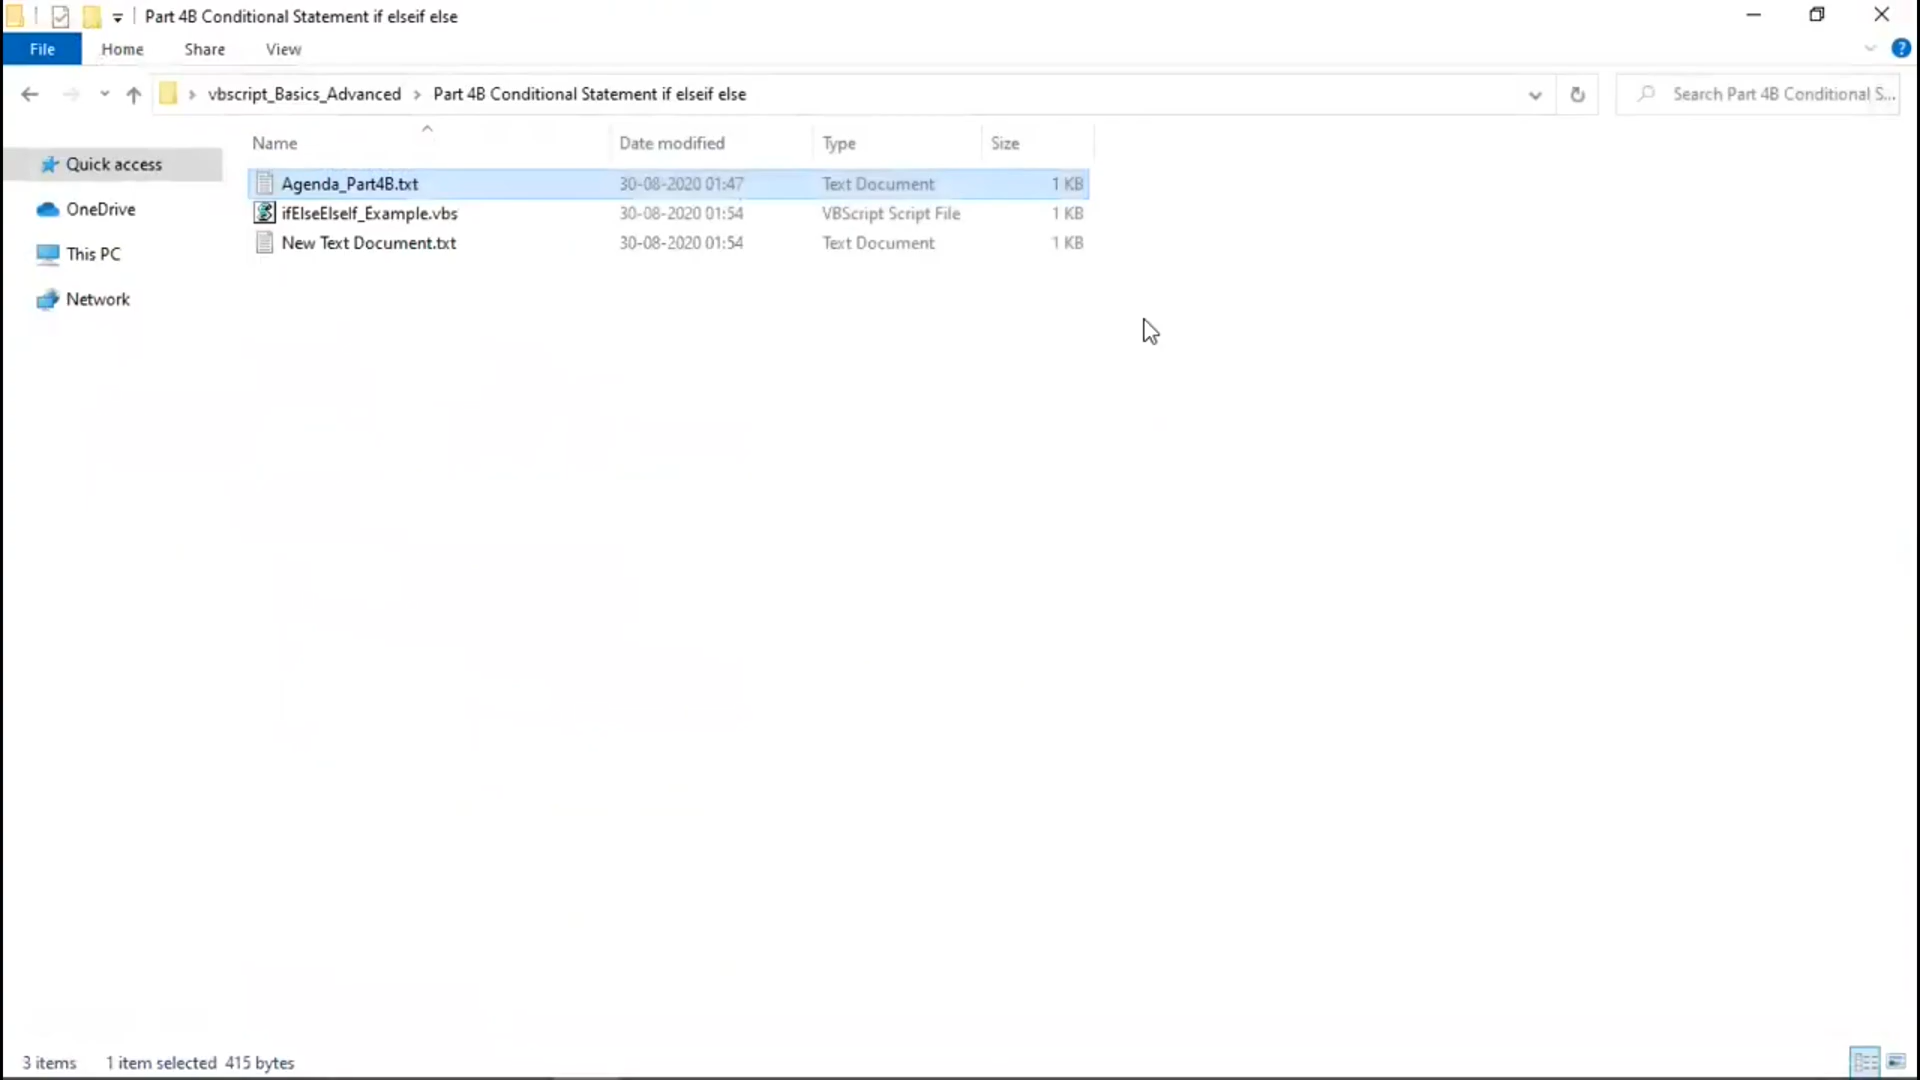 Part 4B Conditional Statement if elseif else
File Home Share View
vbscript_Basics_Advanced Part 4B Conditional Statement if elseif else Search Part 4B Conditional S...
Name Date modified Type Size
Quick access
Agenda_Part4B.txt 30-08-2020 01:47 Text Document 1 KB
OneDrive
ifElseElself_Example.vbs 30-08-2020 01:54 VBScript Script File 1 KB
New Text Document.txt 30-08-2020 01:54 Text Document 1 KB
This PC
Network
3 items 1 item selected 415 bytes